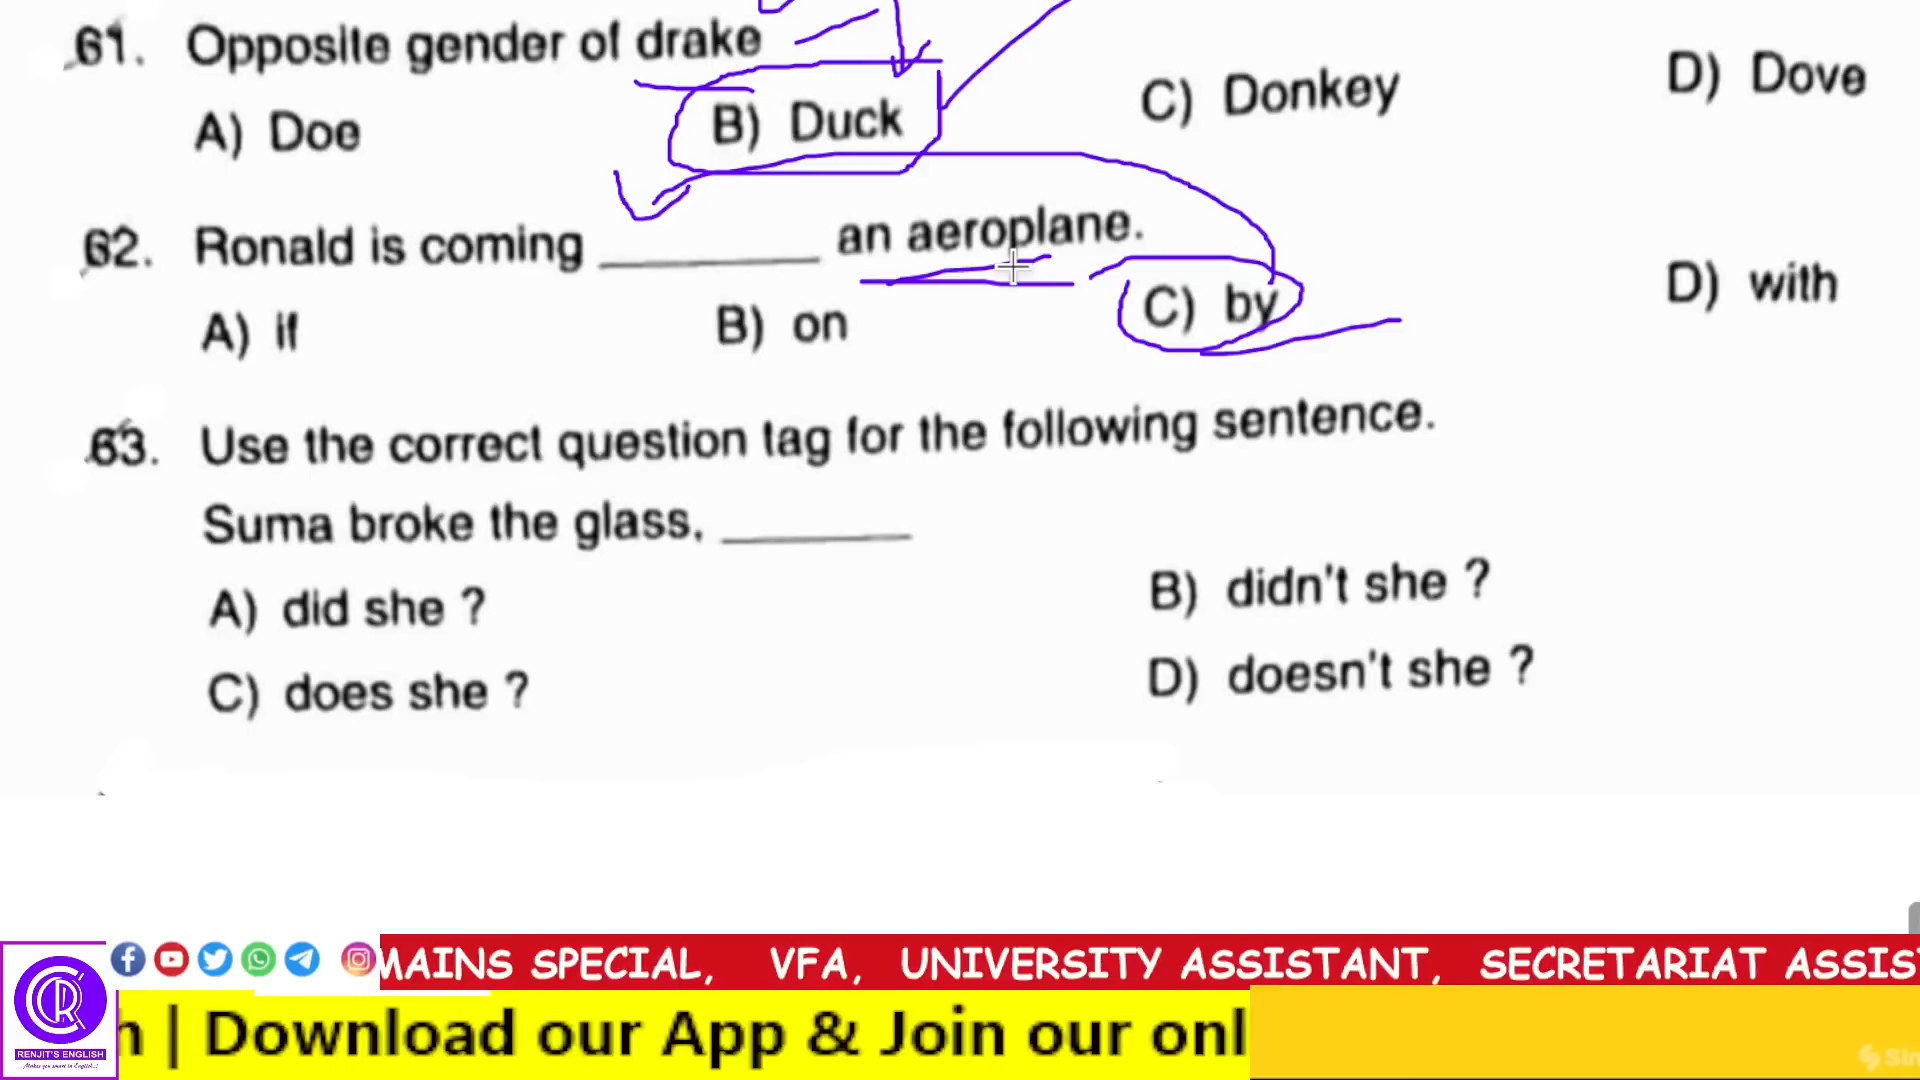 61. Opposite gender of drake
A) Doe B) Duck C) Donkey D) Dove
62. Ronald is coming __________ an aeroplane.
A) if B) on C) by D) with
63. Use the correct question tag for the following sentence.
Suma broke the glass, __________
A) did she ? B) didn't she ?
C) does she ? D) doesn't she ?
MAINS SPECIAL, VFA, UNIVERSITY ASSISTANT, SECRETARIAT ASSIS
h | Download our App & Join our onl
RENJIT'S ENGLISH